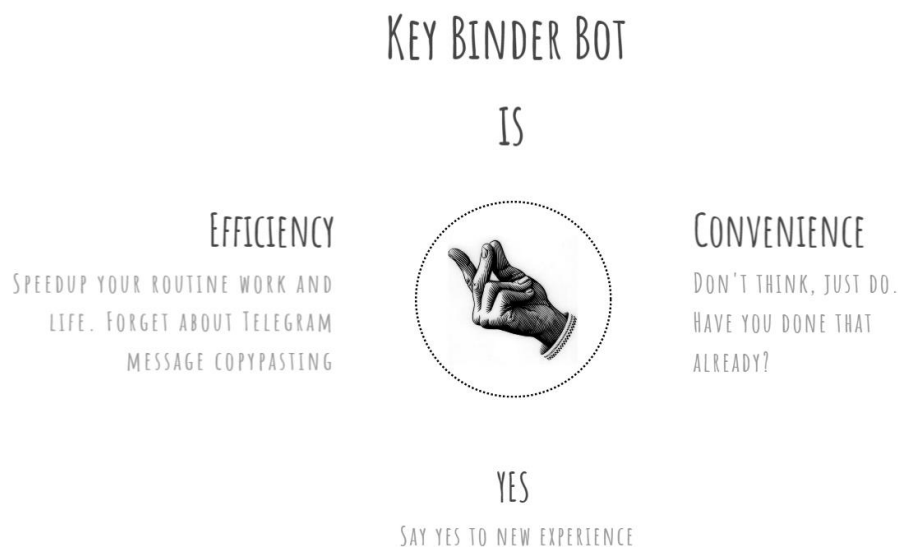 Key Binder Bot
is
Efficiency
Speedup your routine work and
life. Forget about Telegram
message copypasting
Convenience
Don't think, just do.
Have you done that
already?
YES
Say yes to new experience